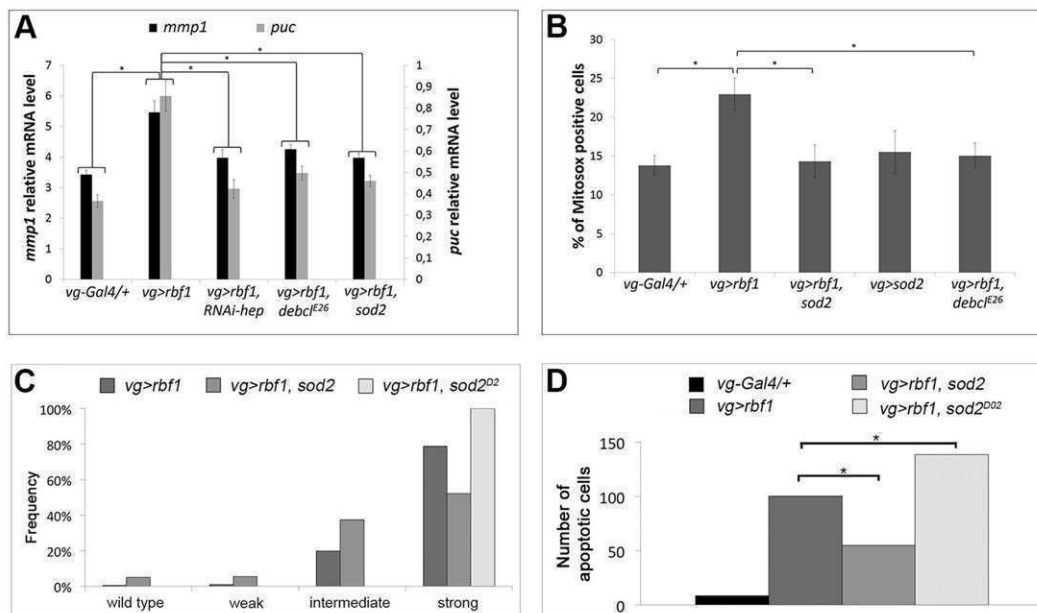 A
mmp1 puc
* * * *
7
6
5
4
3
2
1
0
mmp1 relative mRNA level
1
0,9
0,8
0,7
0,6
0,5
0,4
0,3
0,2
0,1
0
puc relative mRNA level
vg-Gal4/+ vg>rbf1 vg>rbf1, vg>rbf1, vg>rbf1,
RNAi-hep debclE26 sod2
B
* * *
30
25
20
15
10
5
0
% of Mitosox positive cells
vg-Gal4/+ vg>rbf1 vg>rbf1, vg>sod2 vg>rbf1,
sod2 debclE26
C
vg>rbf1 vg>rbf1, sod2 vg>rbf1, sod2D2
100%
80%
60%
40%
20%
0%
Frequency
wild type weak intermediate strong
D
vg-Gal4/+ vg>rbf1, sod2
vg>rbf1 vg>rbf1, sod2D02
* *
150
100
50
0
Number of
apoptotic cells